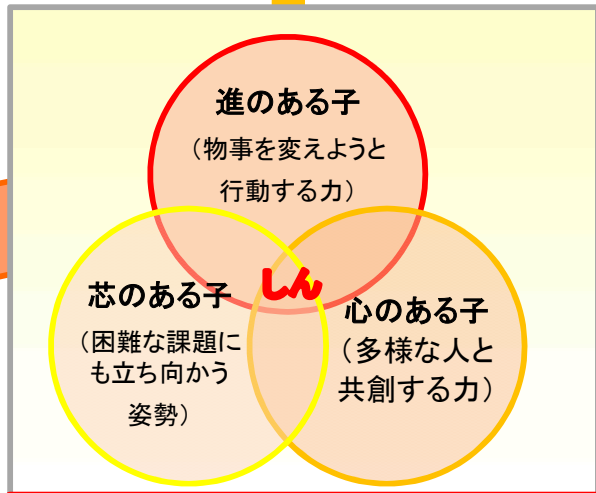 進のある子
（物事を変えようと
行動する力）
しん
芯のある子
（困難な課題に
も立ち向かう
姿勢）
心のある子
（多様な人と
共創する力）